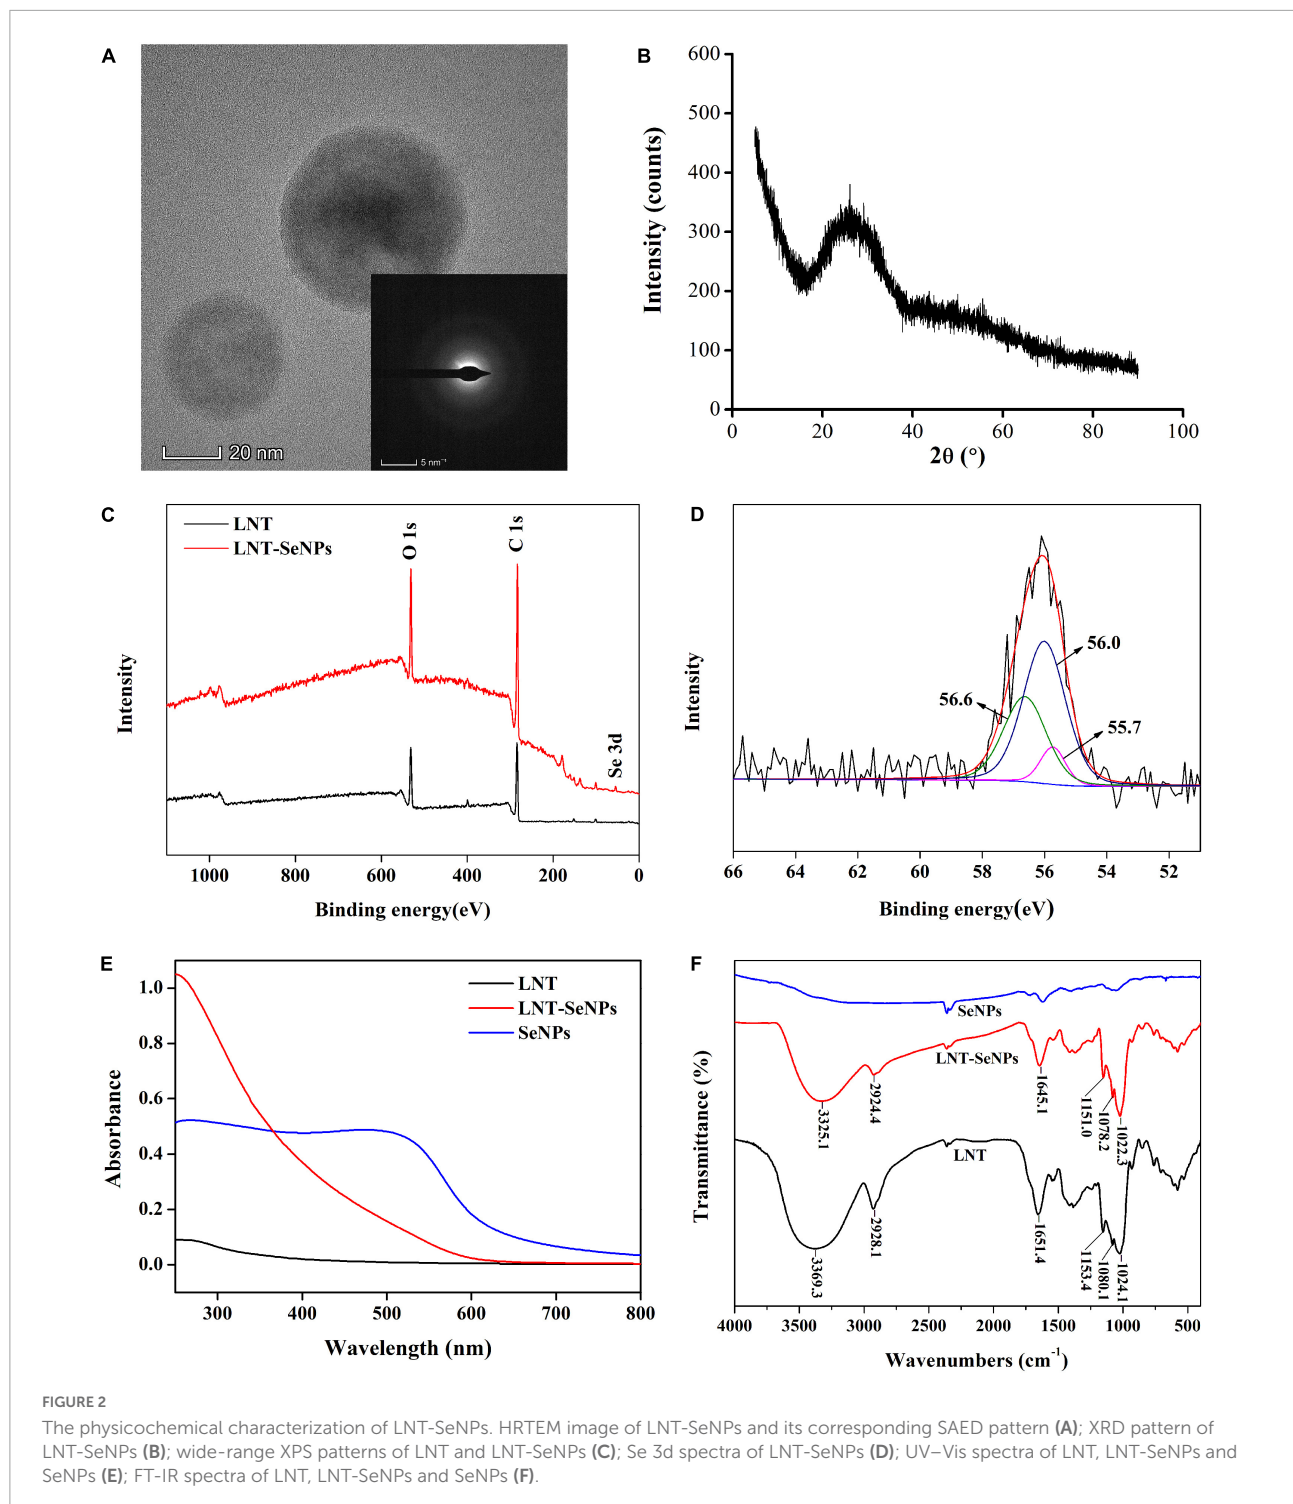 A
20 nm
5 nm⁻¹
B
600
500
400
300
200
100
0
0
20
40
60
80
100
Intensity (counts)
2θ (°)
C
LNT
LNT-SeNPs
O 1s
C 1s
Se 3d
Intensity
1000
800
600
400
200
0
Binding energy(eV)
D
56.0
56.6
55.7
Intensity
66
64
62
60
58
56
54
52
Binding energy(eV)
E
LNT
LNT-SeNPs
SeNPs
1.0
0.8
0.6
0.4
0.2
0.0
Absorbance
300
400
500
600
700
800
Wavelength (nm)
F
SeNPs
LNT-SeNPs
LNT
3325.1
2924.4
1645.1
1151.0
1078.2
1022.3
3369.3
2928.1
1651.4
1153.4
1080.1
1024.1
Transmittance (%)
4000
3500
3000
2500
2000
1500
1000
500
Wavenumbers (cm⁻¹)
FIGURE 2
The physicochemical characterization of LNT-SeNPs. HRTEM image of LNT-SeNPs and its corresponding SAED pattern (A); XRD pattern of
LNT-SeNPs (B); wide-range XPS patterns of LNT and LNT-SeNPs (C); Se 3d spectra of LNT-SeNPs (D); UV–Vis spectra of LNT, LNT-SeNPs and
SeNPs (E); FT-IR spectra of LNT, LNT-SeNPs and SeNPs (F).